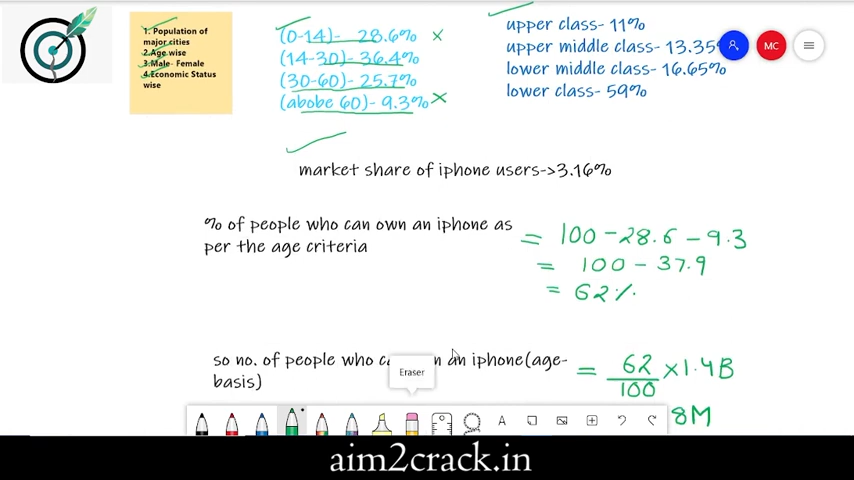 1. Population of
major cities
2.Age wise
3.Male- Female
4.Economic Status
wise
(0-14)- 28.6% ×
(14-30)- 36.4%
(30-60)- 25.7%
(abobe 60)- 9.3% ×
upper class- 11%
upper middle class- 13.35%
lower middle class- 16.65%
lower class- 59%
MC
market share of iphone users->3.16%
% of people who can own an iphone as
per the age criteria
= 100 - 28.6 - 9.3
= 100 - 37.9
= 62%
so no. of people who can own an iphone(age-
basis)
= 62/100 × 1.4B
8M
Eraser
A
aim2crack.in